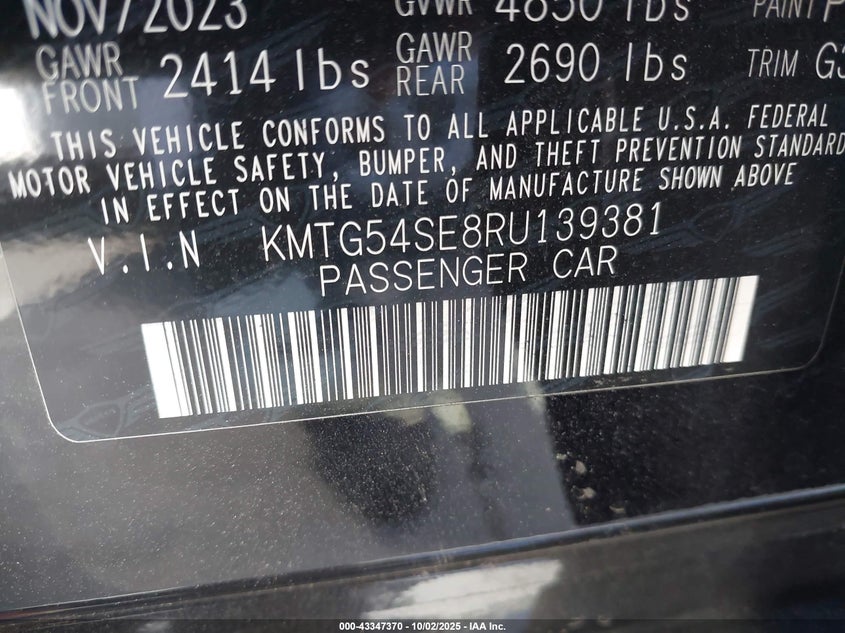 NOV/2023 GVWR 4850 lbs PAINT
GAWR FRONT 2414 lbs GAWR REAR 2690 lbs TRIM G3
THIS VEHICLE CONFORMS TO ALL APPLICABLE U.S.A. FEDERAL
MOTOR VEHICLE SAFETY, BUMPER, AND THEFT PREVENTION STANDARD
IN EFFECT ON THE DATE OF MANUFACTURE SHOWN ABOVE
V.I.N KMTG54SE8RU139381
PASSENGER CAR
000-43347370 - 10/02/2025 - IAA Inc.